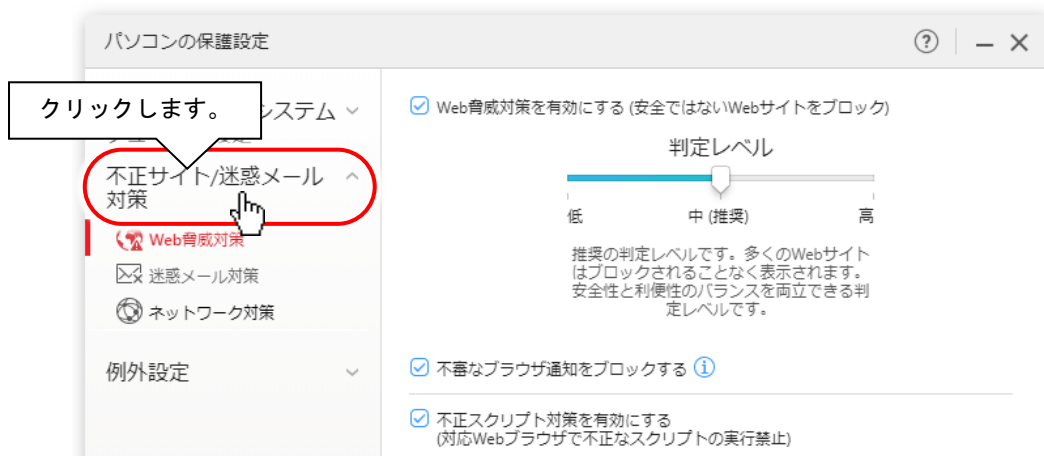 パソコンの保護設定
クリックします。
システム
不正サイト/迷惑メール
対策
Web脅威対策
迷惑メール対策
ネットワーク対策
例外設定
Web脅威対策を有効にする (安全ではないWebサイトをブロック)
判定レベル
低 中 (推奨) 高
推奨の判定レベルです。多くのWebサイト
はブロックされることなく表示されます。
安全性と利便性のバランスを両立できる判
定レベルです。
不審なブラウザ通知をブロックする
不正スクリプト対策を有効にする
(対応Webブラウザで不正なスクリプトの実行禁止)